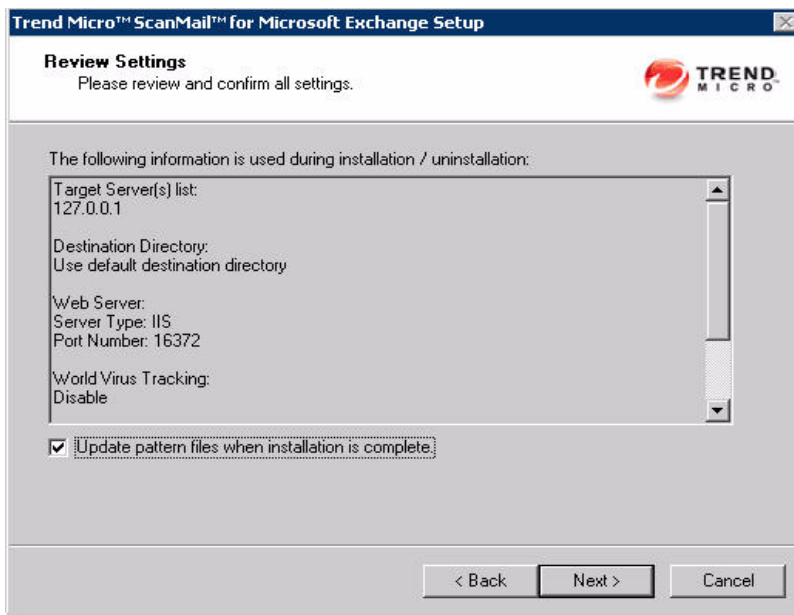 Trend Micro™ ScanMail™ for Microsoft Exchange Setup
Review Settings
Please review and confirm all settings.
TREND
MICRO™
The following information is used during installation / uninstallation:
Target Server(s) list:
127.0.0.1
Destination Directory:
Use default destination directory
Web Server:
Server Type: IIS
Port Number: 16372
World Virus Tracking:
Disable
Update pattern files when installation is complete.
< Back
Next >
Cancel